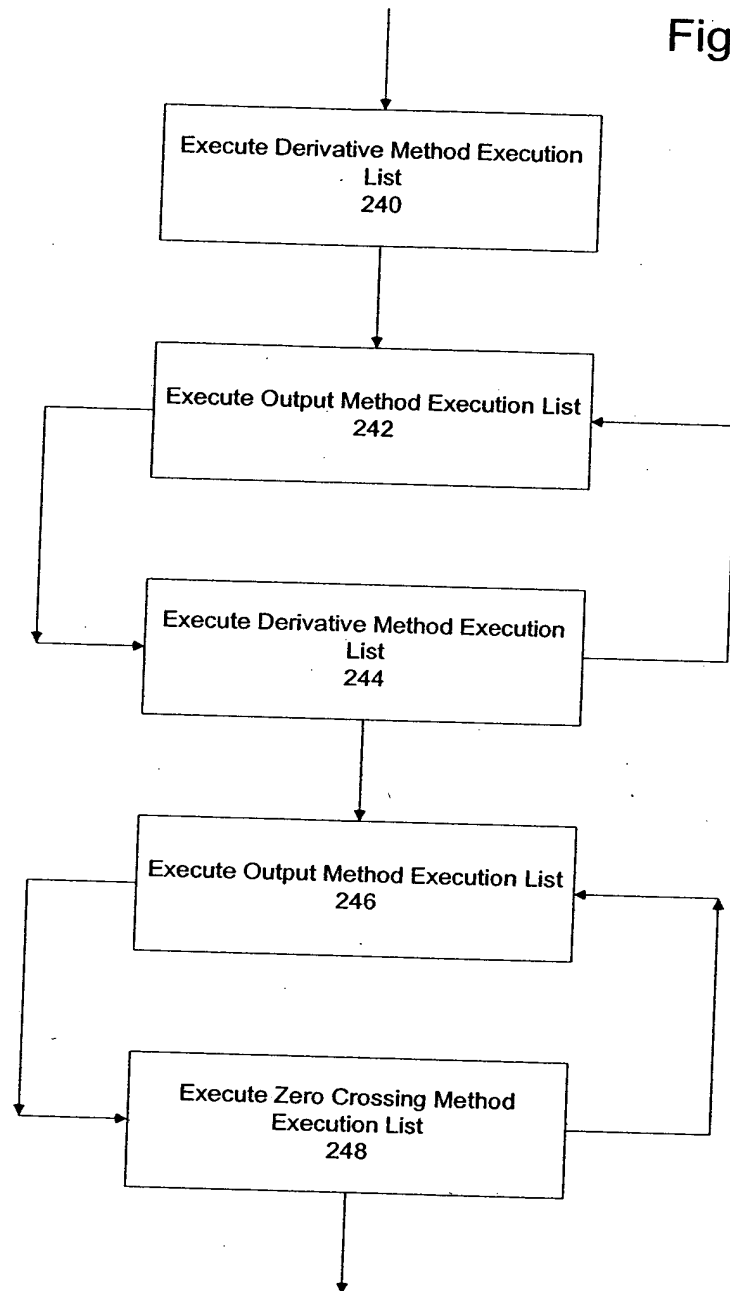 Fig
Execute Derivative Method Execution
List
240
Execute Output Method Execution List
242
Execute Derivative Method Execution
List
244
Execute Output Method Execution List
246
Execute Zero Crossing Method
Execution List
248